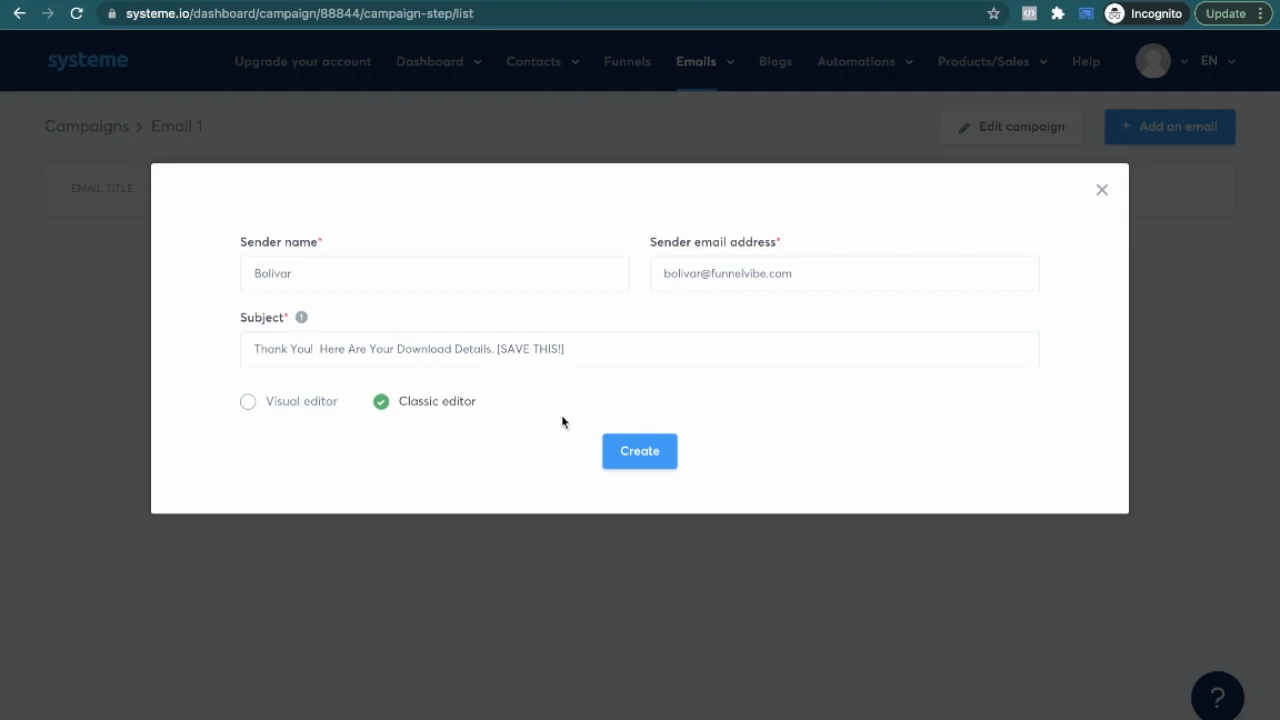 systeme.io/dashboard/campaign/88844/campaign-step/list
Incognito
Update
systeme
Upgrade your account
Dashboard
Contacts
Funnels
Emails
Blogs
Automations
Products/Sales
Help
EN
Campaigns > Email 1
Edit campaign
+ Add an email
EMAIL TITLE
Sender name*
Sender email address*
Bolivar
bolivar@funnelvibe.com
Subject*
Thank You!  Here Are Your Download Details. [SAVE THIS!]
Visual editor
Classic editor
Create
?